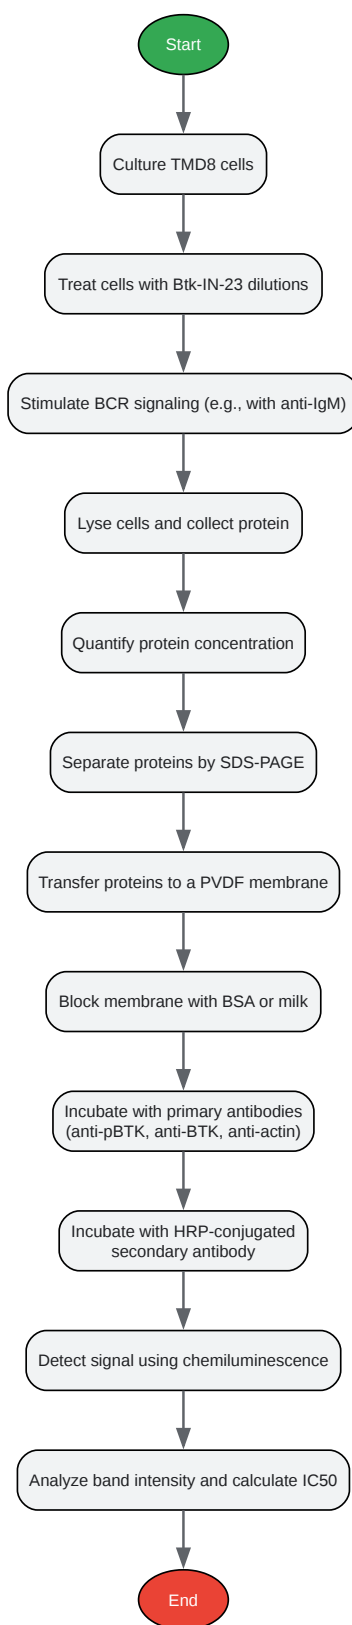 Start
Culture TMD8 cells
Treat cells with Btk-IN-23 dilutions
Stimulate BCR signaling (e.g., with anti-IgM)
Lyse cells and collect protein
Quantify protein concentration
Separate proteins by SDS-PAGE
Transfer proteins to a PVDF membrane
Block membrane with BSA or milk
Incubate with primary antibodies
(anti-pBTK, anti-BTK, anti-actin)
Incubate with HRP-conjugated
secondary antibody
Detect signal using chemiluminescence
Analyze band intensity and calculate IC50
End